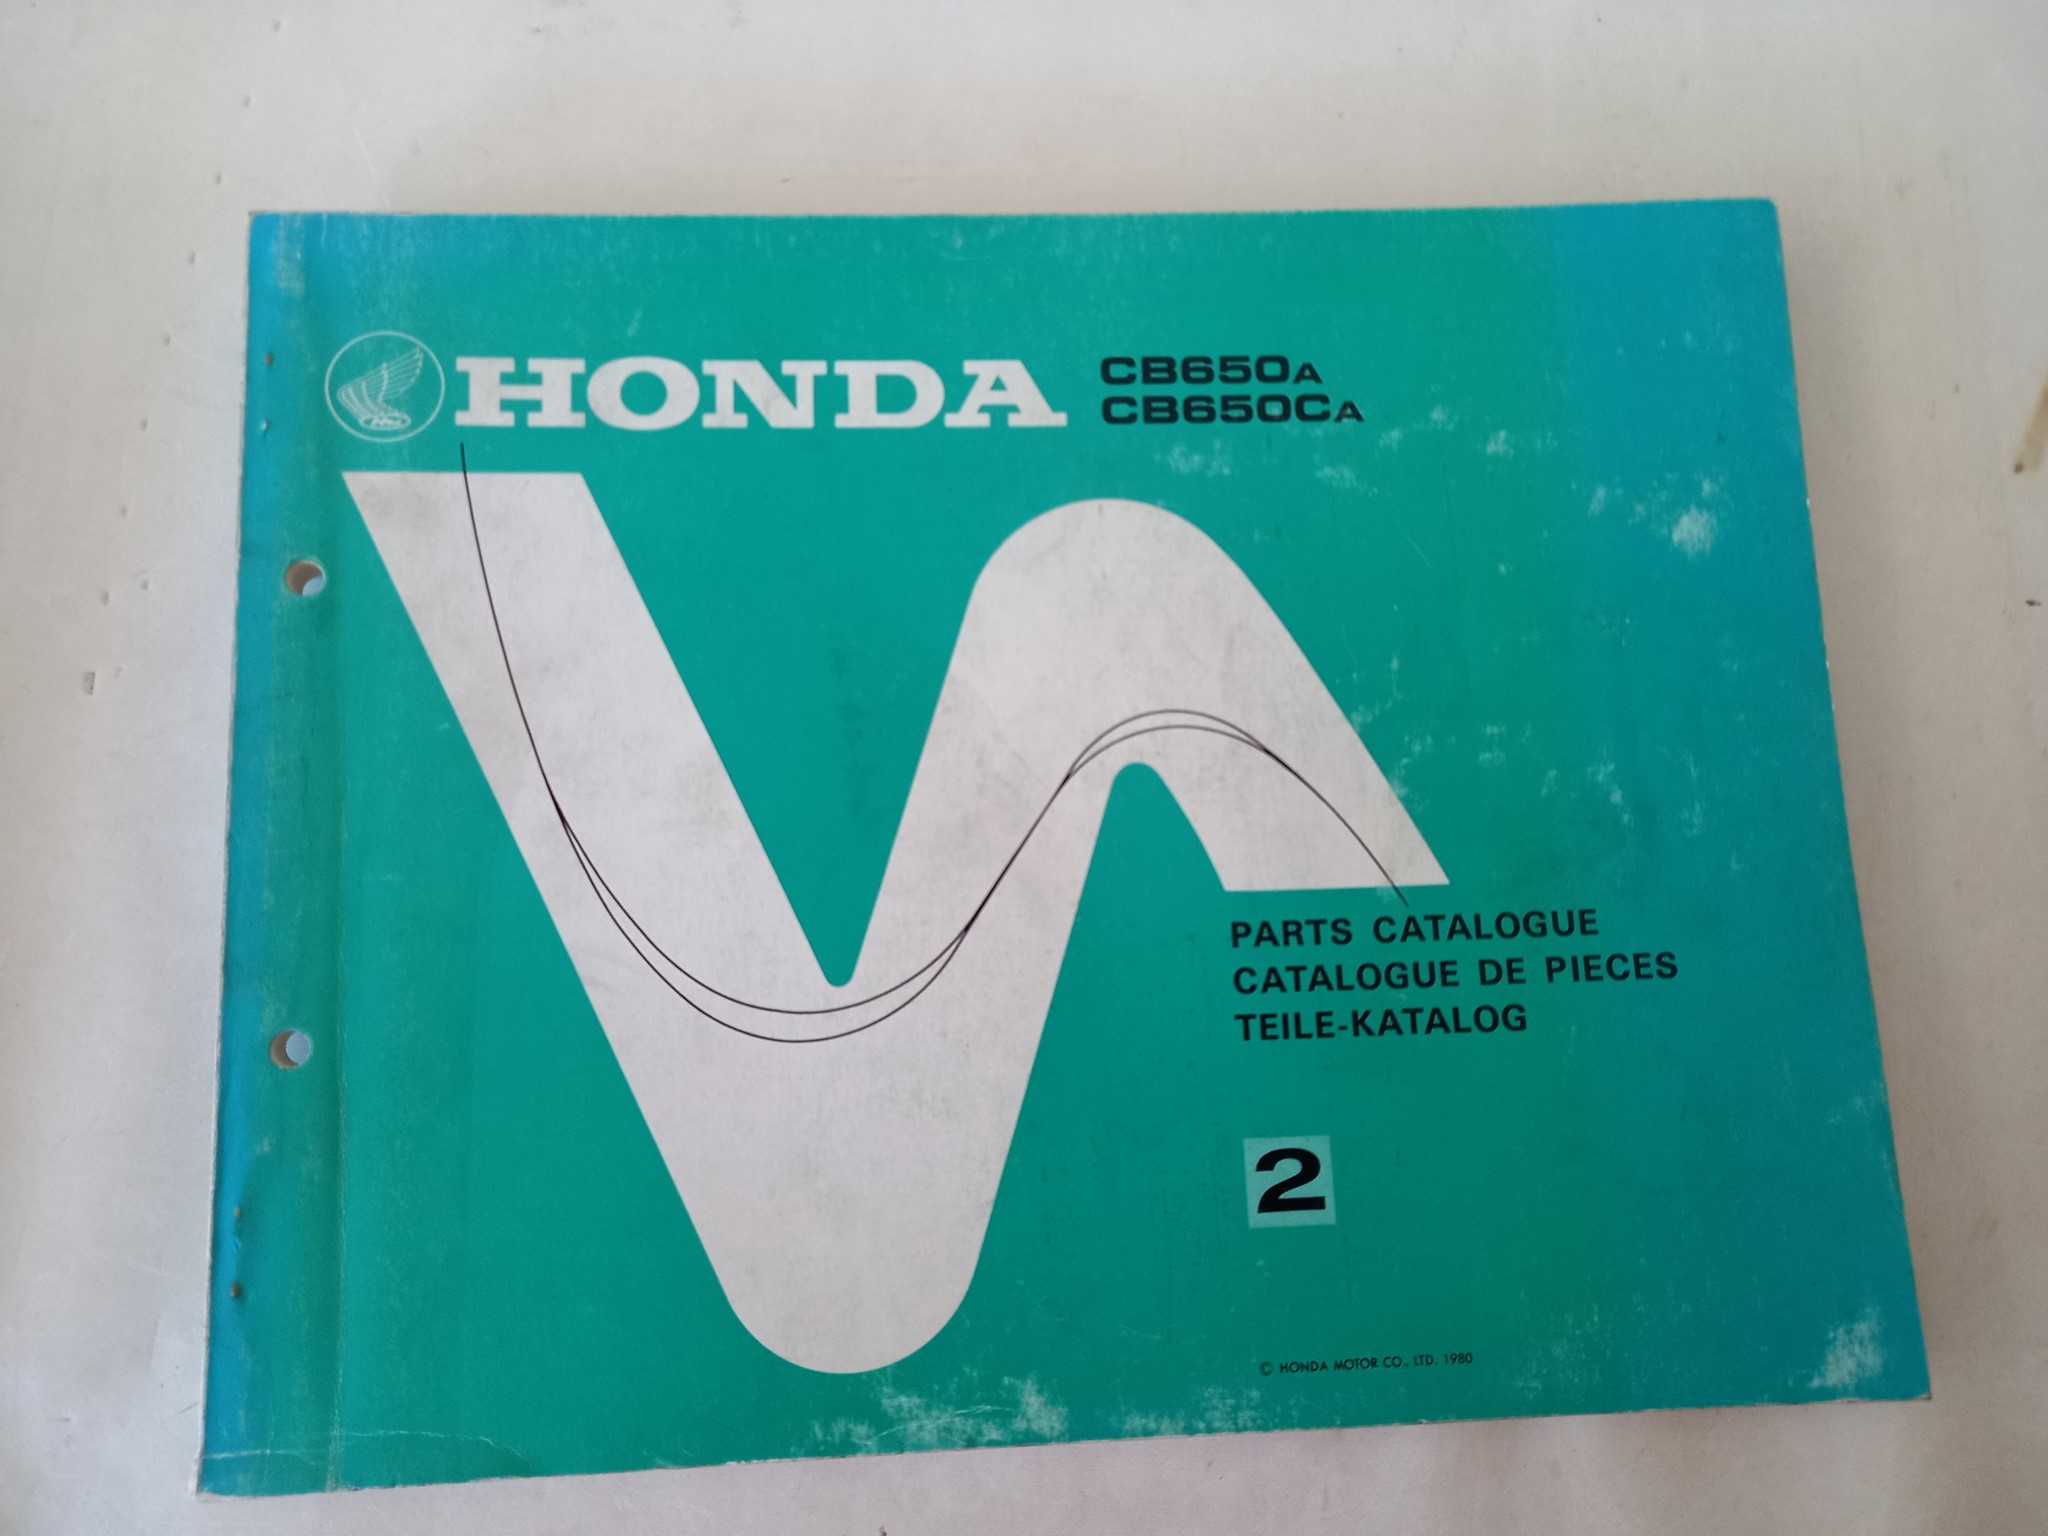 HONDA
CB650A
CB650CA
PARTS CATALOGUE
CATALOGUE DE PIECES
TEILE-KATALOG
2
© HONDA MOTOR CO., LTD. 1980